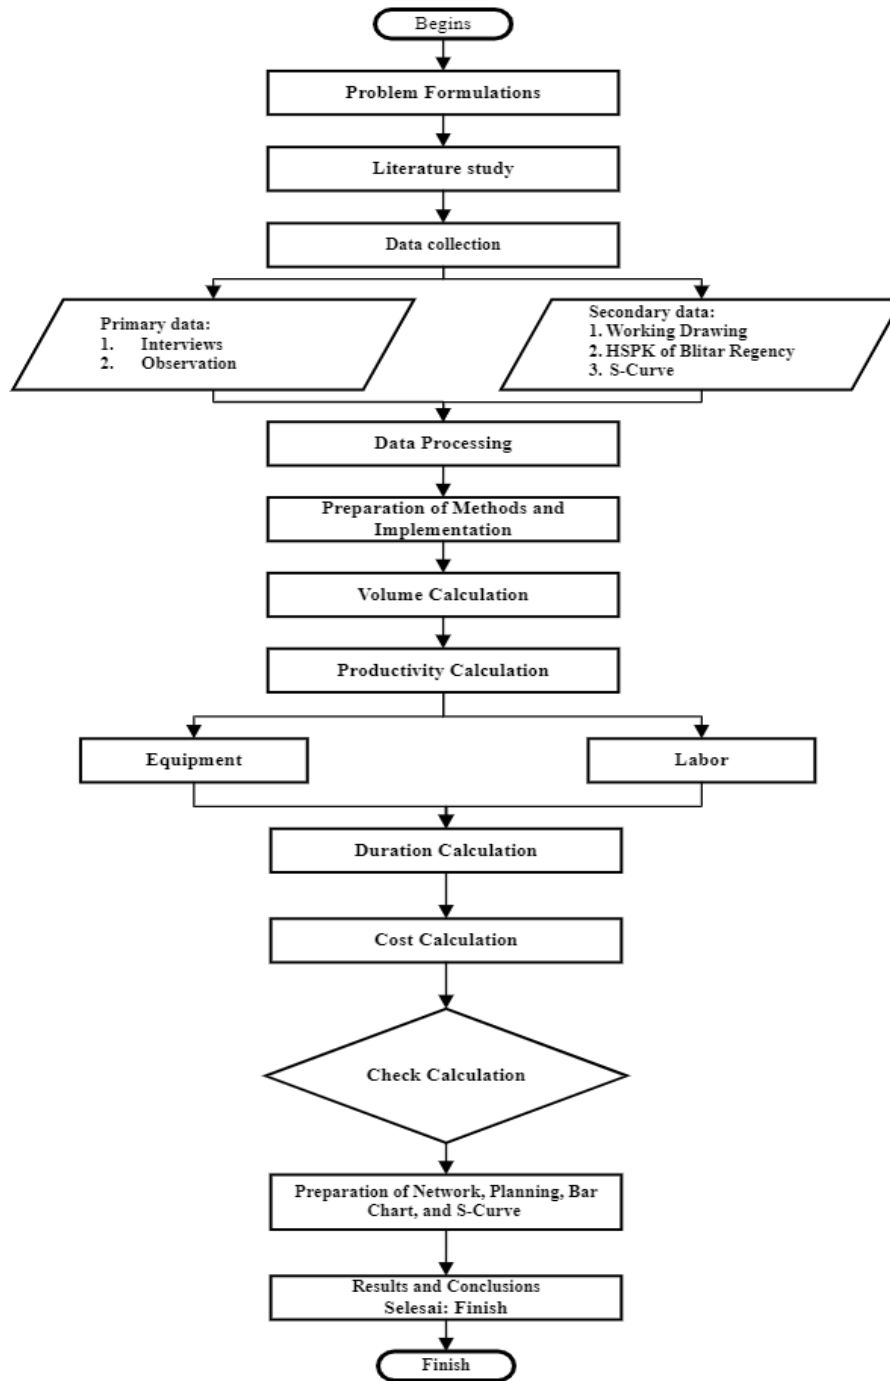 Begins
Problem Formulations
Literature study
Data collection
Primary data:
1. Interviews
2. Observation
Secondary data:
1. Working Drawing
2. HSPK of Blitar Regency
3. S-Curve
Data Processing
Preparation of Methods and
Implementation
Volume Calculation
Productivity Calculation
Equipment
Labor
Duration Calculation
Cost Calculation
Check Calculation
Preparation of Network, Planning, Bar
Chart, and S-Curve
Results and Conclusions
Selesai: Finish
Finish